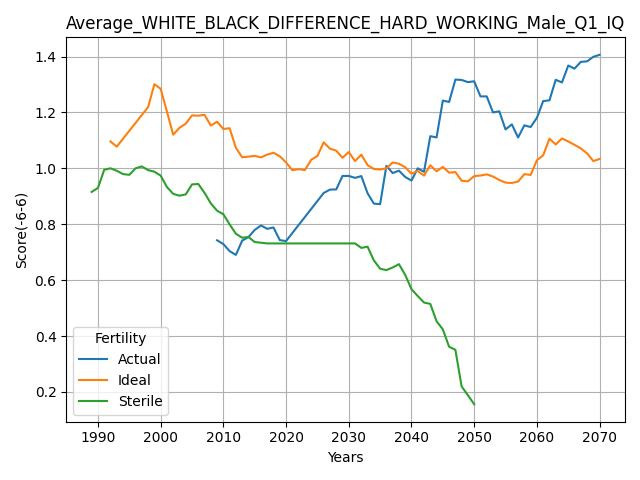 Average_WHITE_BLACK_DIFFERENCE_HARD_WORKING_Male_Q1_IQ
Score(-6-6)
1.4
1.2
1.0
0.8
0.6
0.4
0.2
Fertility
Actual
Ideal
Sterile
1990 2000 2010 2020 2030 2040 2050 2060 2070
Years